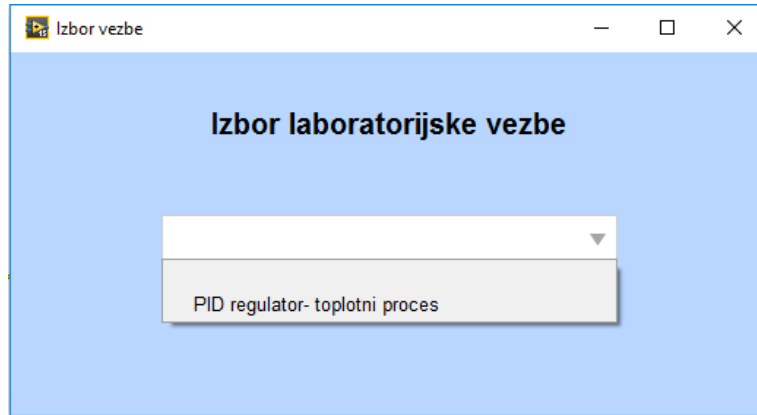 Izbor vezbe
Izbor laboratorijske vezbe
PID regulator- toplotni proces